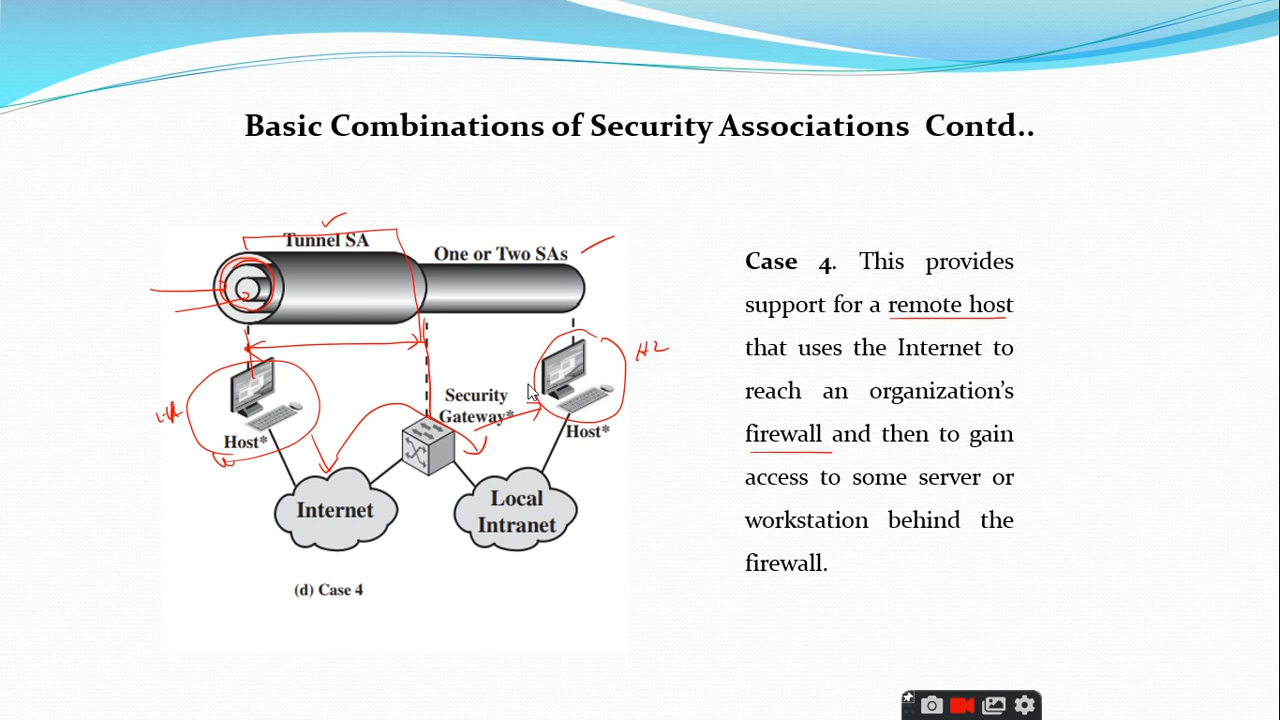 Basic Combinations of Security Associations Contd..
Tunnel SA
One or Two SAs
Case 4. This provides
support for a remote host
that uses the Internet to
reach an organization's
firewall and then to gain
access to some server or
workstation behind the
firewall.
H2
Security
Gateway*
Host*
Host*
Internet
Local
Intranet
(d) Case 4